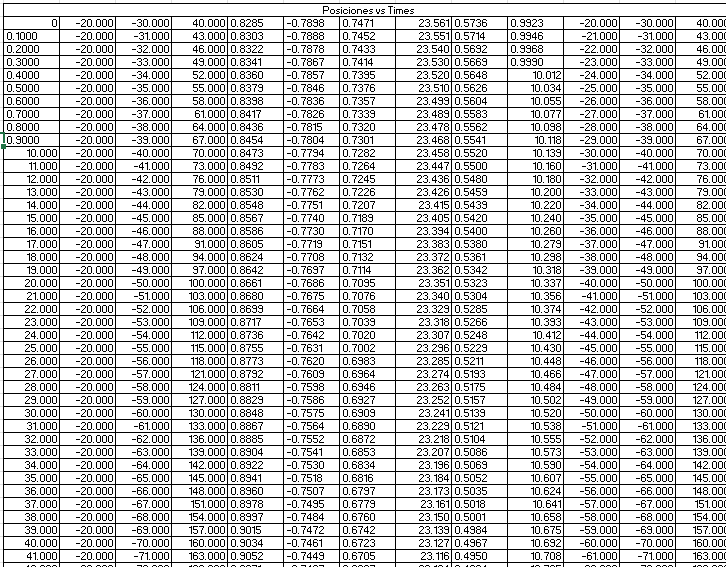 Posiciones vs Times
0 -20.000 -30.000 40.000 0.8285 -0.7898 0.7471 23.561 0.5736 0.9923 -20.000 -30.000 40.00
0.1000 -20.000 -31.000 43.000 0.8303 -0.7888 0.7452 23.551 0.5714 0.9946 -21.000 -31.000 43.00
0.2000 -20.000 -32.000 46.000 0.8322 -0.7878 0.7433 23.540 0.5692 0.9968 -22.000 -32.000 46.00
0.3000 -20.000 -33.000 49.000 0.8341 -0.7867 0.7414 23.530 0.5669 0.9990 -23.000 -33.000 49.00
0.4000 -20.000 -34.000 52.000 0.8360 -0.7857 0.7395 23.520 0.5648 10.012 -24.000 -34.000 52.00
0.5000 -20.000 -35.000 55.000 0.8379 -0.7846 0.7376 23.510 0.5626 10.034 -25.000 -35.000 55.00
0.6000 -20.000 -36.000 58.000 0.8398 -0.7836 0.7357 23.499 0.5604 10.055 -26.000 -36.000 58.00
0.7000 -20.000 -37.000 61.000 0.8417 -0.7826 0.7339 23.489 0.5583 10.077 -27.000 -37.000 61.00
0.8000 -20.000 -38.000 64.000 0.8436 -0.7815 0.7320 23.478 0.5562 10.098 -28.000 -38.000 64.00
0.9000 -20.000 -39.000 67.000 0.8454 -0.7804 0.7301 23.468 0.5541 10.118 -29.000 -39.000 67.00
10.000 -20.000 -40.000 70.000 0.8473 -0.7794 0.7282 23.458 0.5520 10.139 -30.000 -40.000 70.00
11.000 -20.000 -41.000 73.000 0.8492 -0.7783 0.7264 23.447 0.5500 10.160 -31.000 -41.000 73.00
12.000 -20.000 -42.000 76.000 0.8511 -0.7773 0.7245 23.436 0.5480 10.180 -32.000 -42.000 76.00
13.000 -20.000 -43.000 79.000 0.8530 -0.7762 0.7226 23.426 0.5459 10.200 -33.000 -43.000 79.00
14.000 -20.000 -44.000 82.000 0.8548 -0.7751 0.7207 23.415 0.5439 10.220 -34.000 -44.000 82.00
15.000 -20.000 -45.000 85.000 0.8567 -0.7740 0.7189 23.405 0.5420 10.240 -35.000 -45.000 85.00
16.000 -20.000 -46.000 88.000 0.8586 -0.7730 0.7170 23.394 0.5400 10.260 -36.000 -46.000 88.00
17.000 -20.000 -47.000 91.000 0.8605 -0.7719 0.7151 23.383 0.5380 10.279 -37.000 -47.000 91.00
18.000 -20.000 -48.000 94.000 0.8624 -0.7708 0.7132 23.372 0.5361 10.298 -38.000 -48.000 94.00
19.000 -20.000 -49.000 97.000 0.8642 -0.7697 0.7114 23.362 0.5342 10.318 -39.000 -49.000 97.00
20.000 -20.000 -50.000 100.000 0.8661 -0.7686 0.7095 23.351 0.5323 10.337 -40.000 -50.000 100.00
21.000 -20.000 -51.000 103.000 0.8680 -0.7675 0.7076 23.340 0.5304 10.356 -41.000 -51.000 103.00
22.000 -20.000 -52.000 106.000 0.8699 -0.7664 0.7058 23.329 0.5285 10.374 -42.000 -52.000 106.00
23.000 -20.000 -53.000 109.000 0.8717 -0.7653 0.7039 23.318 0.5266 10.393 -43.000 -53.000 109.00
24.000 -20.000 -54.000 112.000 0.8736 -0.7642 0.7020 23.307 0.5248 10.412 -44.000 -54.000 112.00
25.000 -20.000 -55.000 115.000 0.8755 -0.7631 0.7002 23.296 0.5229 10.430 -45.000 -55.000 115.00
26.000 -20.000 -56.000 118.000 0.8773 -0.7620 0.6983 23.285 0.5211 10.448 -46.000 -56.000 118.00
27.000 -20.000 -57.000 121.000 0.8792 -0.7609 0.6964 23.274 0.5193 10.466 -47.000 -57.000 121.00
28.000 -20.000 -58.000 124.000 0.8811 -0.7598 0.6946 23.263 0.5175 10.484 -48.000 -58.000 124.00
29.000 -20.000 -59.000 127.000 0.8829 -0.7586 0.6927 23.252 0.5157 10.502 -49.000 -59.000 127.00
30.000 -20.000 -60.000 130.000 0.8848 -0.7575 0.6909 23.241 0.5139 10.520 -50.000 -60.000 130.00
31.000 -20.000 -61.000 133.000 0.8867 -0.7564 0.6890 23.229 0.5121 10.538 -51.000 -61.000 133.00
32.000 -20.000 -62.000 136.000 0.8885 -0.7552 0.6872 23.218 0.5104 10.555 -52.000 -62.000 136.00
33.000 -20.000 -63.000 139.000 0.8904 -0.7541 0.6853 23.207 0.5086 10.573 -53.000 -63.000 139.00
34.000 -20.000 -64.000 142.000 0.8922 -0.7530 0.6834 23.196 0.5069 10.590 -54.000 -64.000 142.00
35.000 -20.000 -65.000 145.000 0.8941 -0.7518 0.6816 23.184 0.5052 10.607 -55.000 -65.000 145.00
36.000 -20.000 -66.000 148.000 0.8960 -0.7507 0.6797 23.173 0.5035 10.624 -56.000 -66.000 148.00
37.000 -20.000 -67.000 151.000 0.8978 -0.7495 0.6779 23.161 0.5018 10.641 -57.000 -67.000 151.00
38.000 -20.000 -68.000 154.000 0.8997 -0.7484 0.6760 23.150 0.5001 10.658 -58.000 -68.000 154.00
39.000 -20.000 -69.000 157.000 0.9015 -0.7472 0.6742 23.139 0.4984 10.675 -59.000 -69.000 157.00
40.000 -20.000 -70.000 160.000 0.9034 -0.7461 0.6723 23.127 0.4967 10.692 -60.000 -70.000 160.00
41.000 -20.000 -71.000 163.000 0.9052 -0.7449 0.6705 23.116 0.4950 10.708 -61.000 -71.000 163.00